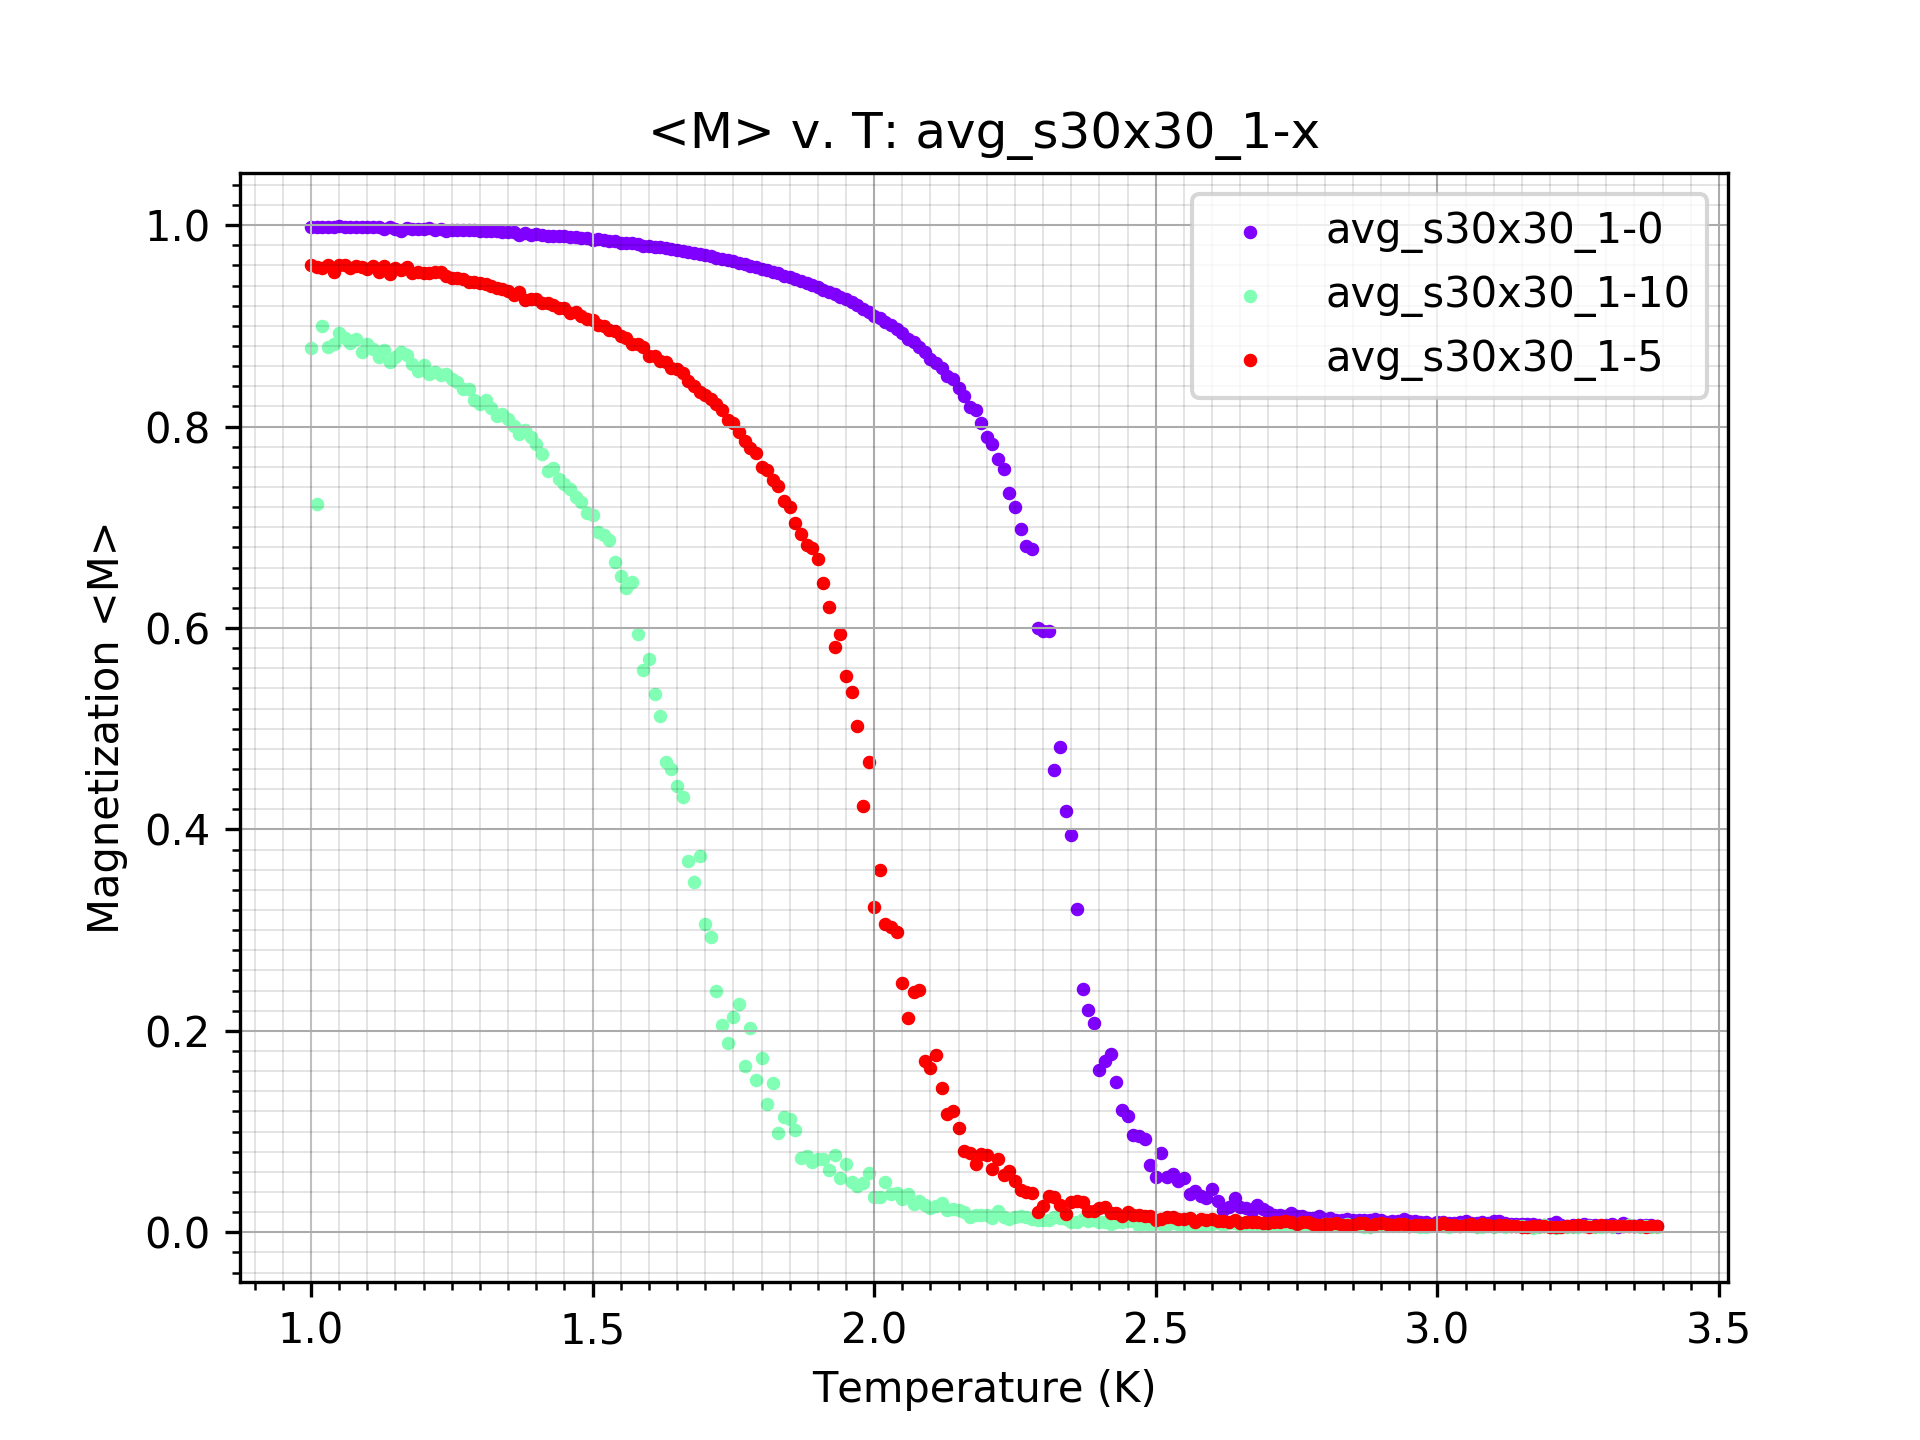 <M> v. T: avg_s30x30_1-x
avg_s30x30_1-0
avg_s30x30_1-10
avg_s30x30_1-5
Magnetization <M>
1.0
0.8
0.6
0.4
0.2
0.0
1.0 1.5 2.0 2.5 3.0 3.5
Temperature (K)